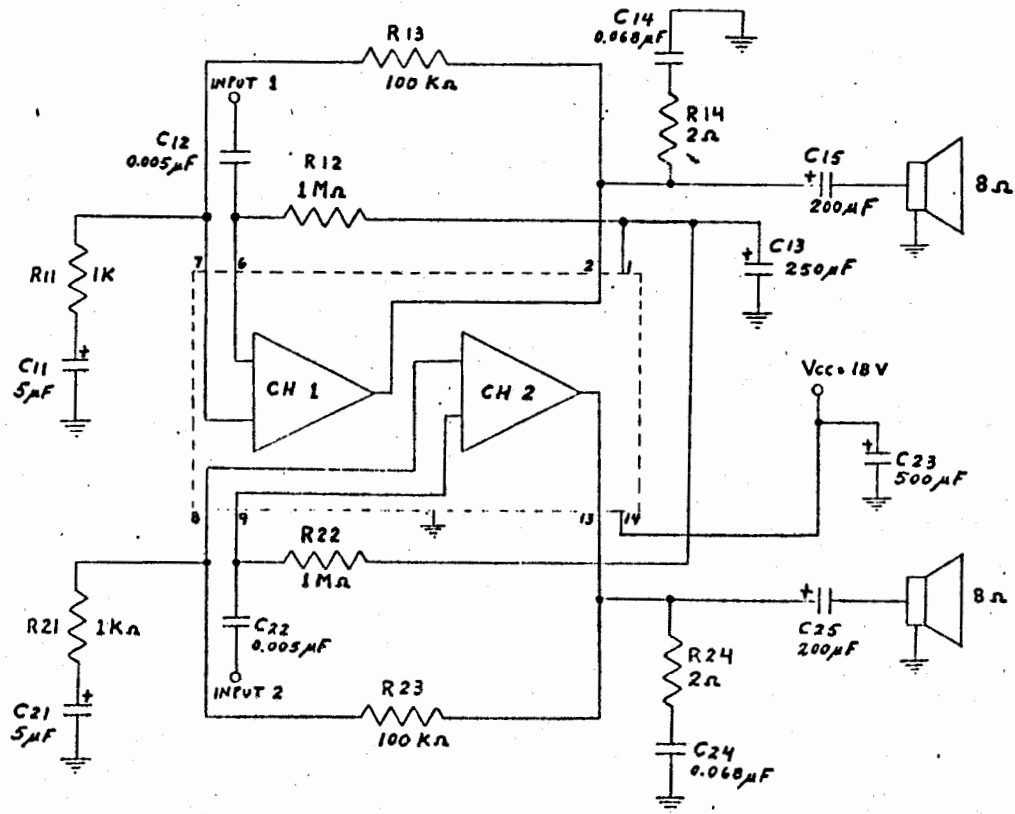 C14
0.068µF
R13
100 KΩ
INPUT 1
R14
2Ω
C12
0.005µF
R12
1MΩ
+
C15
200µF
8Ω
R11
1K
7
6
2
1
+
C13
250µF
C11
5µF
+
CH 1
CH 2
Vcc = 18V
+
C23
500µF
8
9
13
14
R22
1MΩ
R21
1KΩ
C22
0.005µF
+
C25
200µF
8Ω
R24
2Ω
INPUT 2
R23
100 KΩ
C21
5µF
+
C24
0.068µF